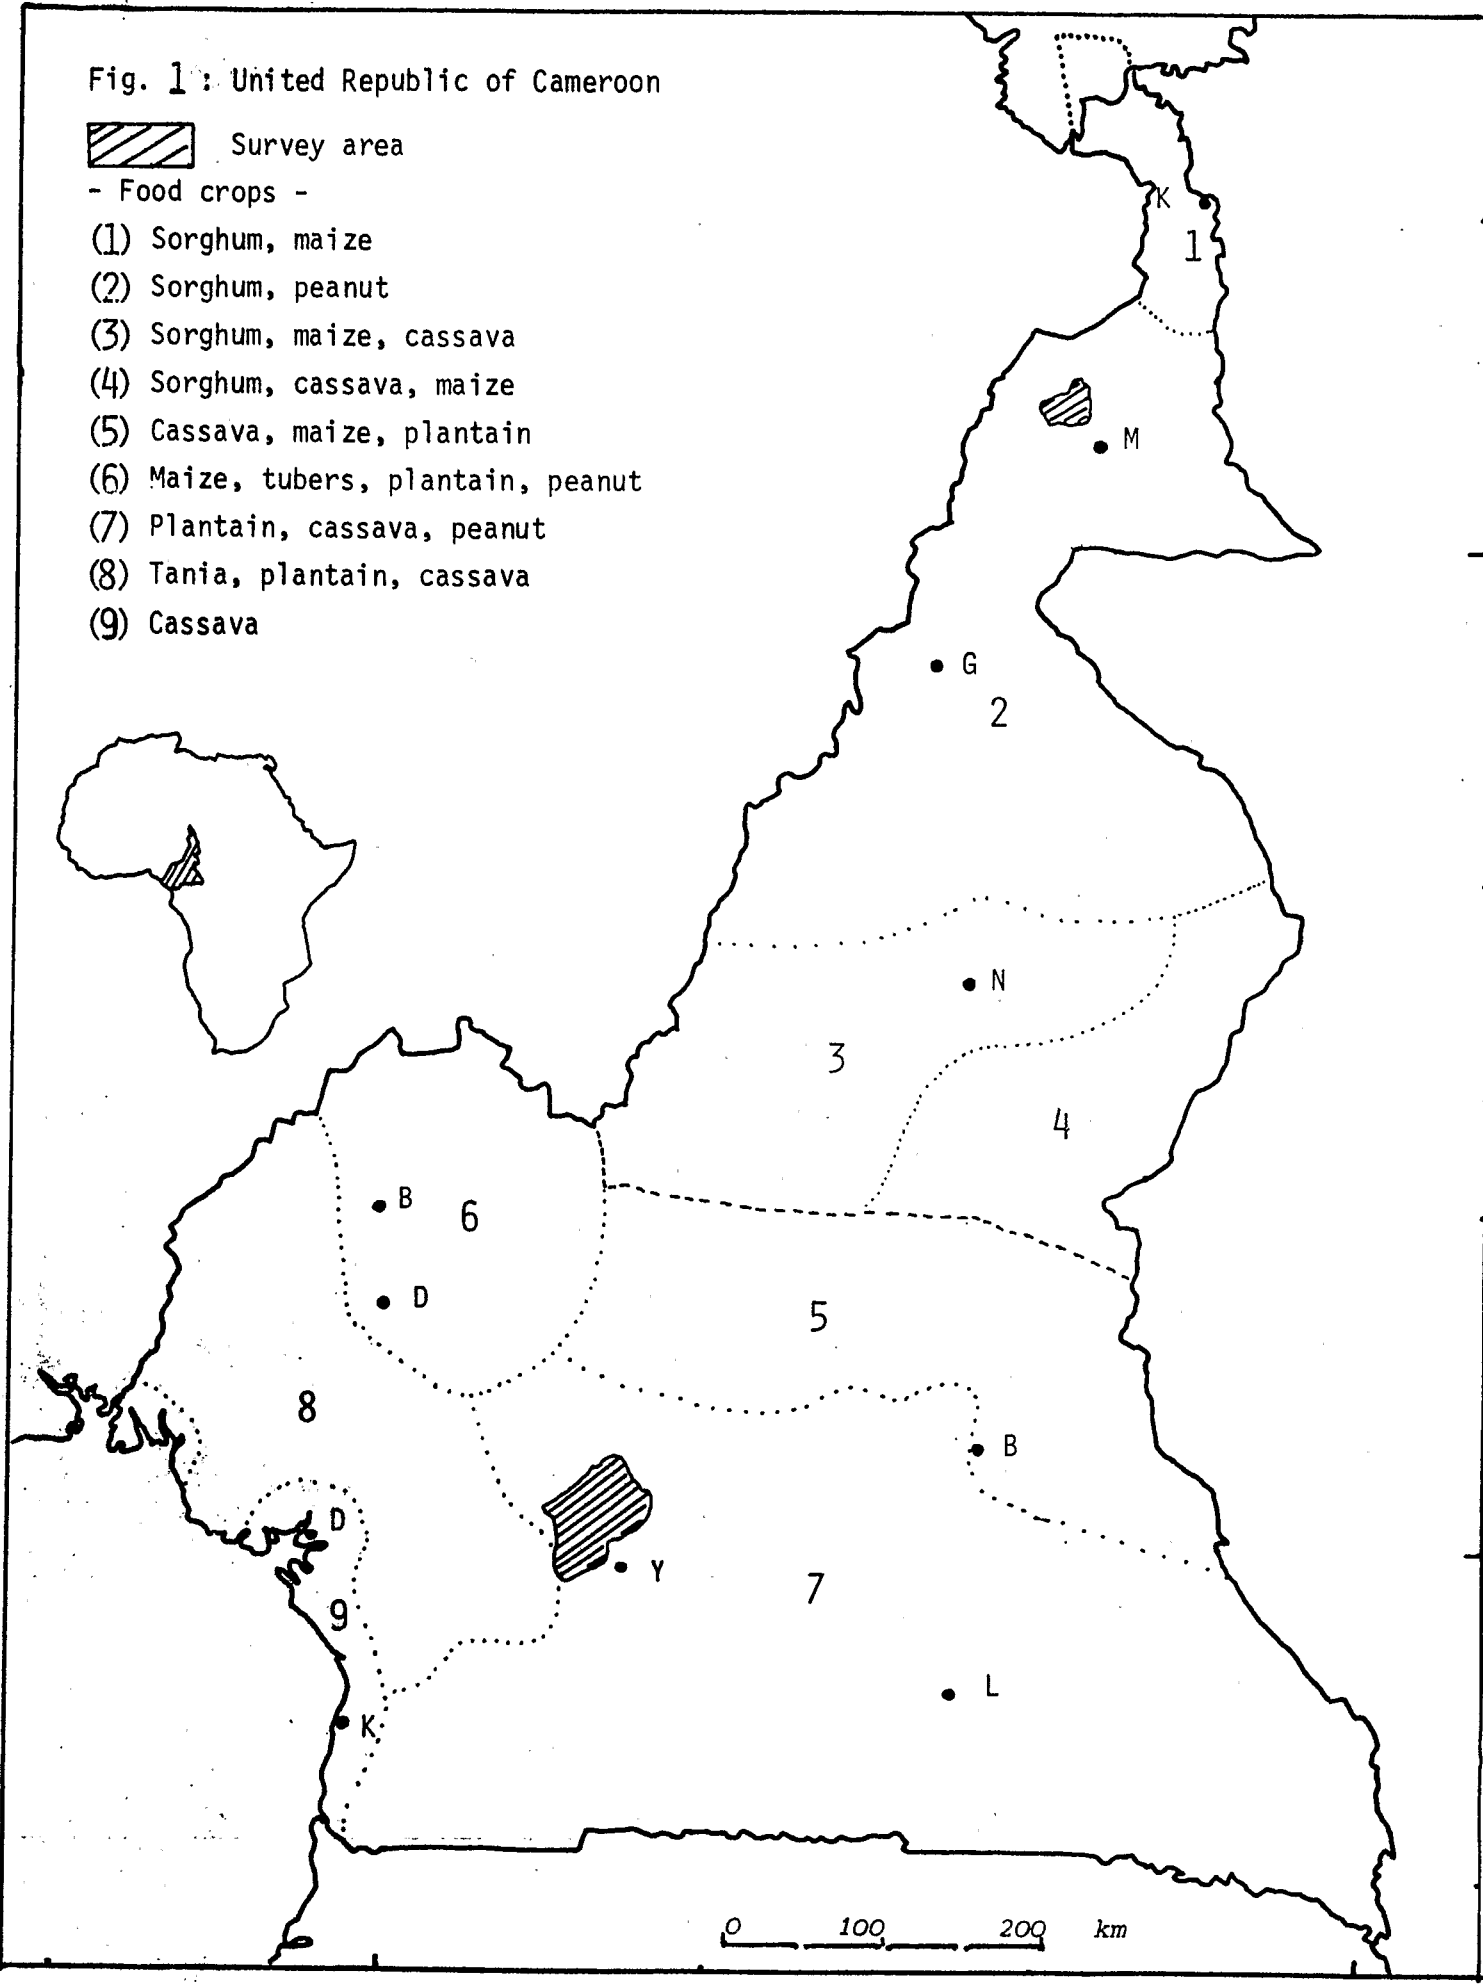 Fig. 1 : United Republic of Cameroon
Survey area
- Food crops -
(1) Sorghum, maize
(2) Sorghum, peanut
(3) Sorghum, maize, cassava
(4) Sorghum, cassava, maize
(5) Cassava, maize, plantain
(6) Maize, tubers, plantain, peanut
(7) Plantain, cassava, peanut
(8) Tania, plantain, cassava
(9) Cassava
K
1
M
G
2
N
3
4
B
6
D
5
8
B
D
Y
7
9
L
K
0 100 200 km